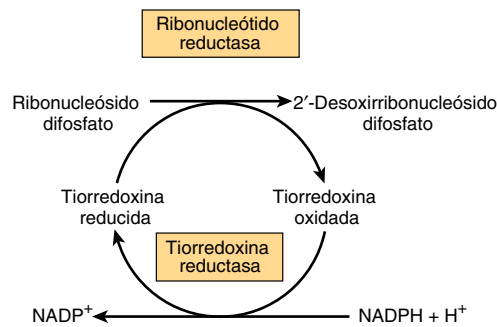 Ribonucleótido
reductasa
Ribonucleósido
difosfato
2′-Desoxirribonucleósido
difosfato
Tiorredoxina
reducida
Tiorredoxina
oxidada
Tiorredoxina
reductasa
NADP⁺
NADPH + H⁺